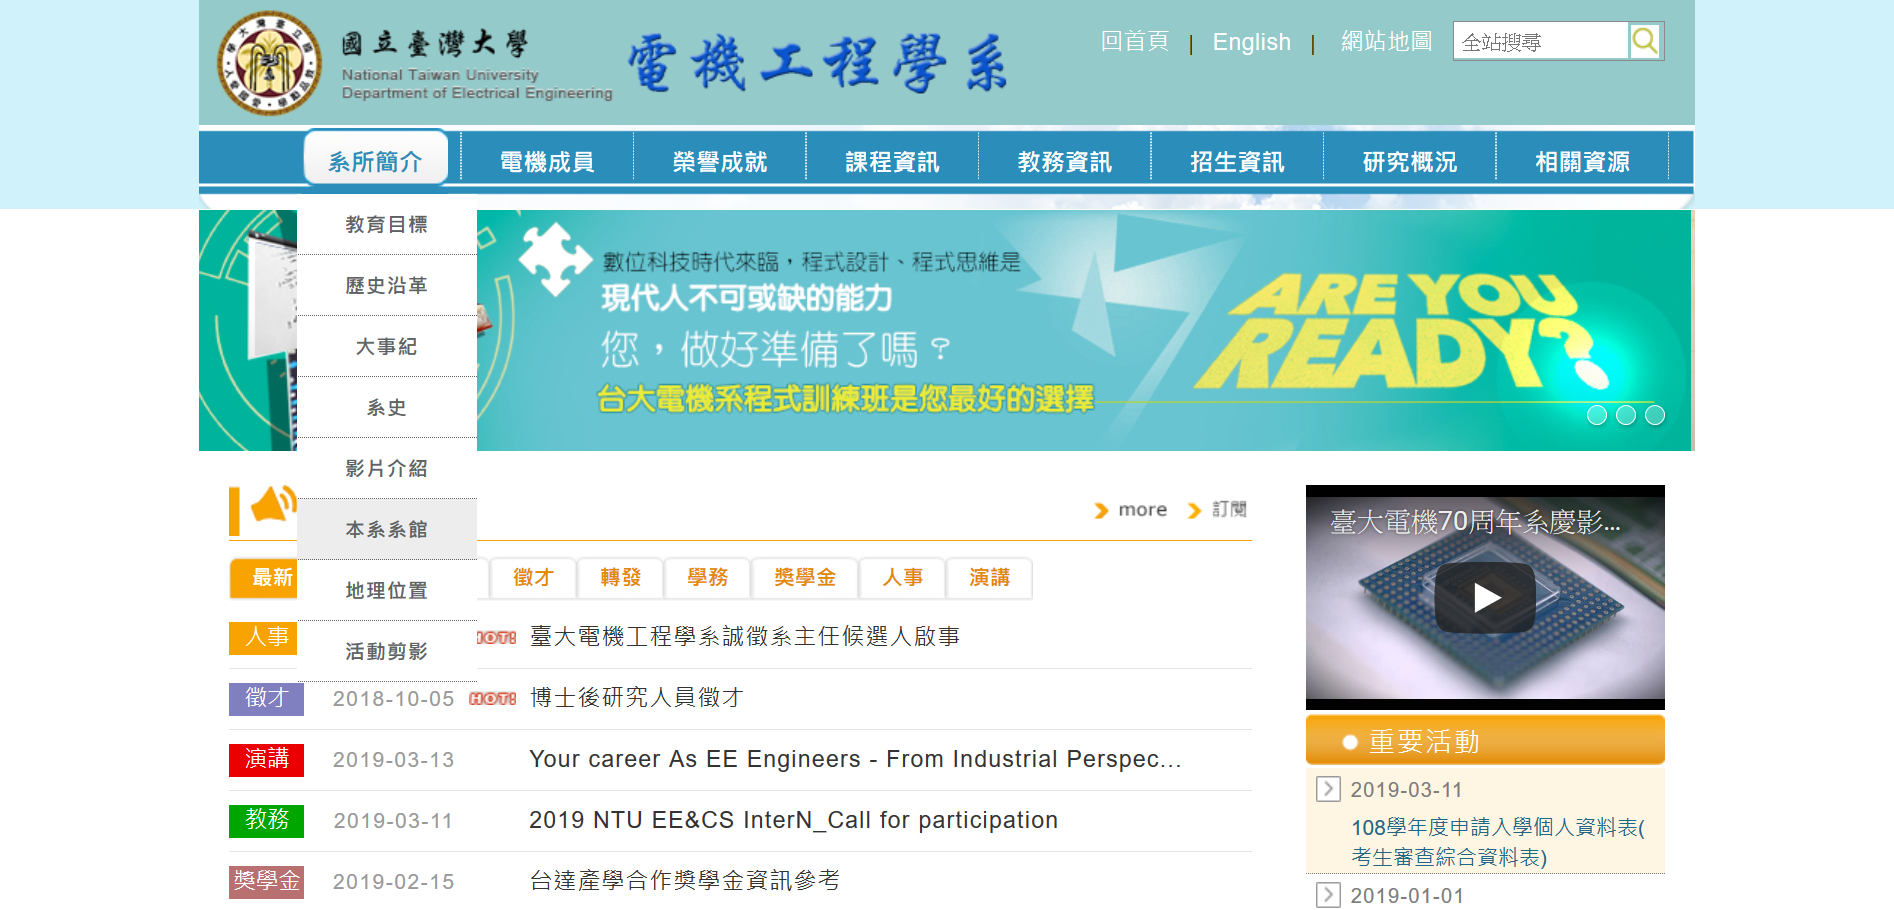 國立臺灣大學
National Taiwan University
Department of Electrical Engineering
電機工程學系
回首頁 | English | 網站地圖
全站搜尋
系所簡介 電機成員 榮譽成就 課程資訊 教務資訊 招生資訊 研究概況 相關資源
教育目標
歷史沿革
大事紀
系史
影片介紹
本系系館
地理位置
活動剪影
數位科技時代來臨，程式設計、程式思維是
現代人不可或缺的能力
您，做好準備了嗎？
台大電機系程式訓練班是您最好的選擇
ARE YOU
READY?
more 訂閱
最新 徵才 轉發 學務 獎學金 人事 演講
人事 HOT! 臺大電機工程學系誠徵系主任候選人啟事
徵才 2018-10-05 HOT! 博士後研究人員徵才
演講 2019-03-13 Your career As EE Engineers - From Industrial Perspec...
教務 2019-03-11 2019 NTU EE&CS InterN_Call for participation
獎學金 2019-02-15 台達產學合作獎學金資訊參考
臺大電機70周年系慶影...
重要活動
2019-03-11
108學年度申請入學個人資料表(
考生審查綜合資料表)
2019-01-01